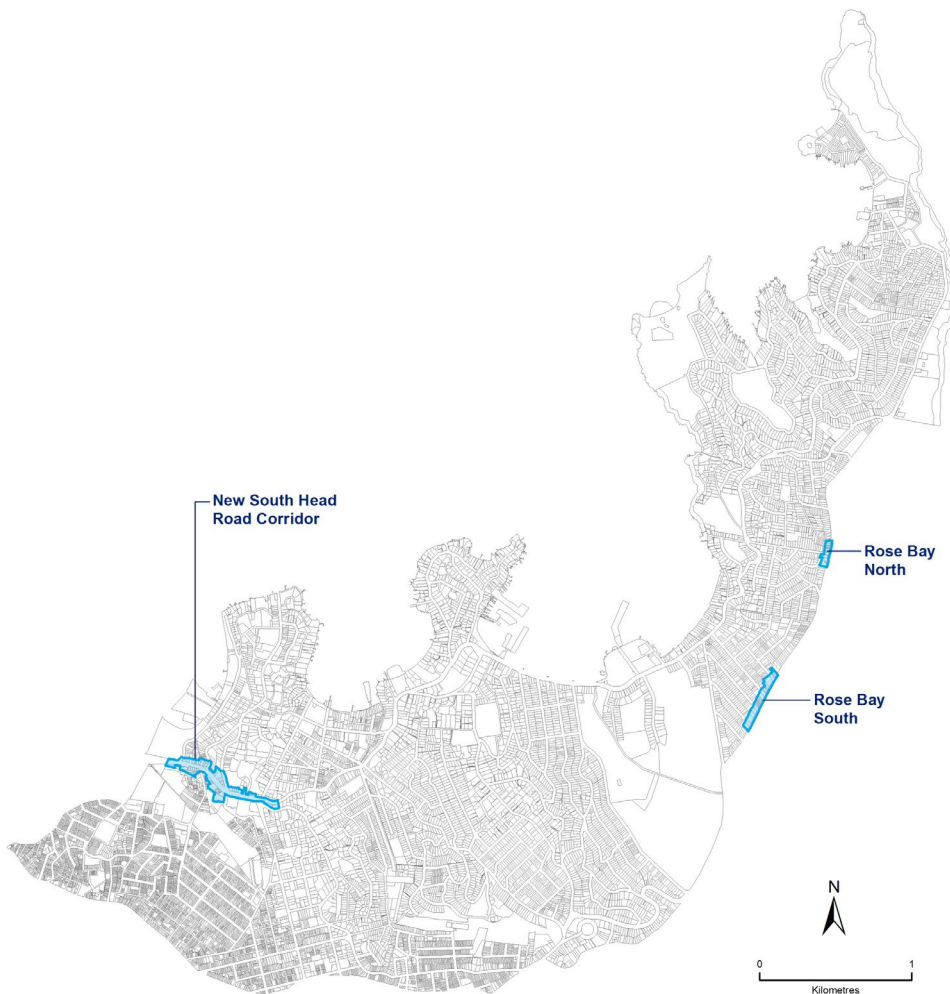 New South Head
Road Corridor
Rose Bay
North
Rose Bay
South
N
0 1
Kilometres